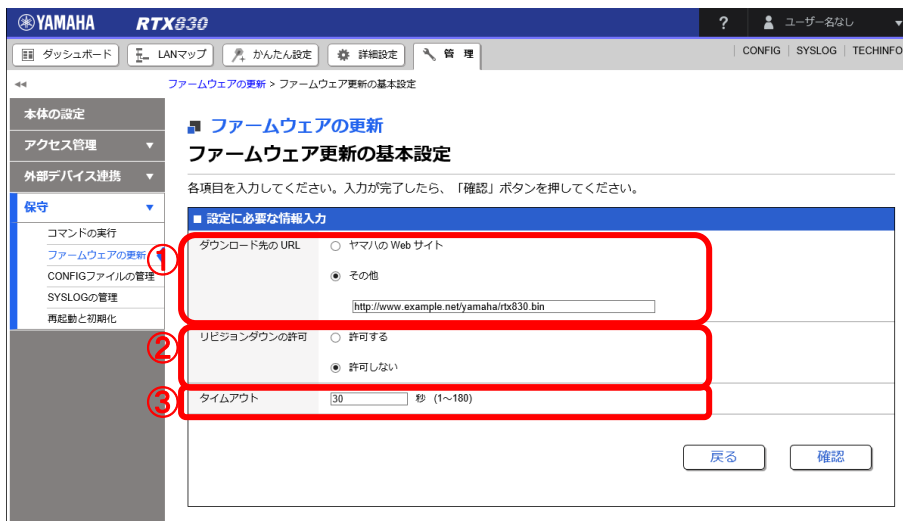 YAMAHA RTX830 ? ユーザー名なし
ダッシュボード LANマップ かんたん設定 詳細設定 管 理 CONFIG SYSLOG TECHINFO
ファームウェアの更新 > ファームウェア更新の基本設定
本体の設定
アクセス管理
外部デバイス連携
保守
コマンドの実行
ファームウェアの更新
CONFIGファイルの管理
SYSLOGの管理
再起動と初期化
ファームウェアの更新
ファームウェア更新の基本設定
各項目を入力してください。入力が完了したら、「確認」ボタンを押してください。
■ 設定に必要な情報入力
① ダウンロード先の URL ヤマハの Web サイト
その他
http://www.example.net/yamaha/rtx830.bin
② リビジョンダウンの許可 許可する
許可しない
③ タイムアウト 30 秒 (1~180)
戻る 確認